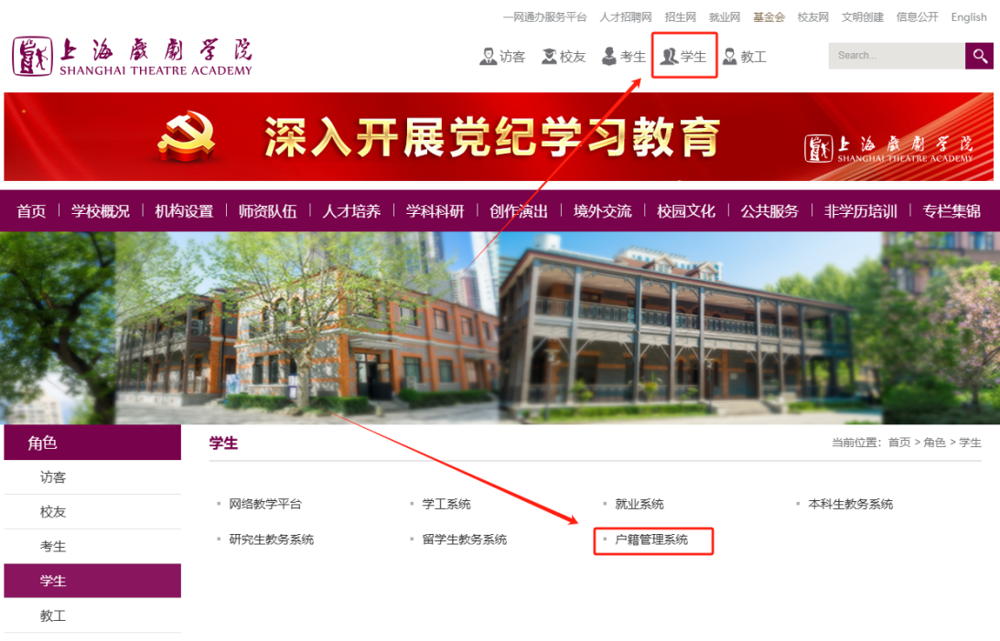 一网通办服务平台 人才招聘网 招生网 就业网 基金会 校友网 文明创建 信息公开 English
上海戏剧学院
SHANGHAI THEATRE ACADEMY
访客 校友 考生 学生 教工 Search...
深入开展党纪学习教育
上海戏剧学院
SHANGHAI THEATRE ACADEMY
首页 学校概况 机构设置 师资队伍 人才培养 学科科研 创作演出 境外交流 校园文化 公共服务 非学历培训 专栏集锦
角色
访客
校友
考生
学生
教工
学生 当前位置: 首页 > 角色 > 学生
网络教学平台 学工系统 就业系统 本科生教务系统
研究生教务系统 留学生教务系统 户籍管理系统